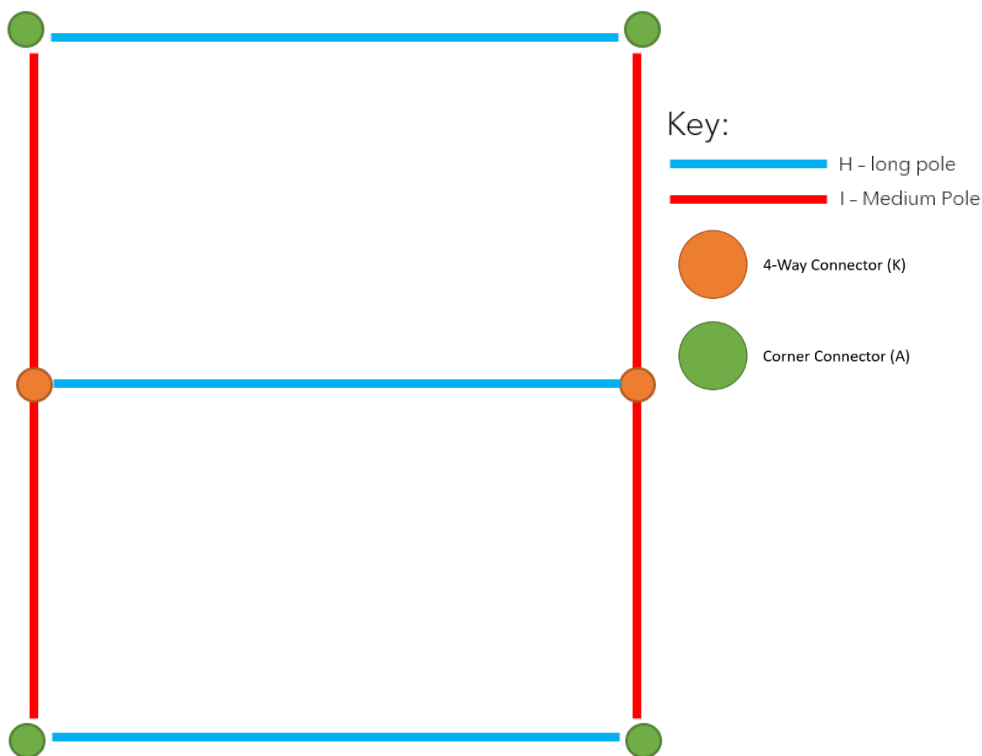 Key:
H - long pole
I - Medium Pole
4-Way Connector (K)
Corner Connector (A)